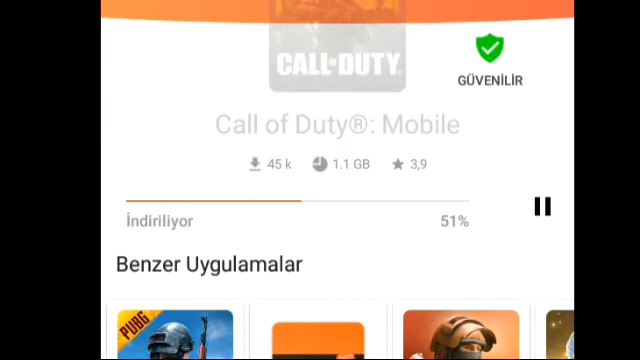 CALL OF DUTY
GÜVENİLİR
Call of Duty®: Mobile
45 k 1.1 GB 3,9
İndiriliyor 51%
Benzer Uygulamalar
PUBG